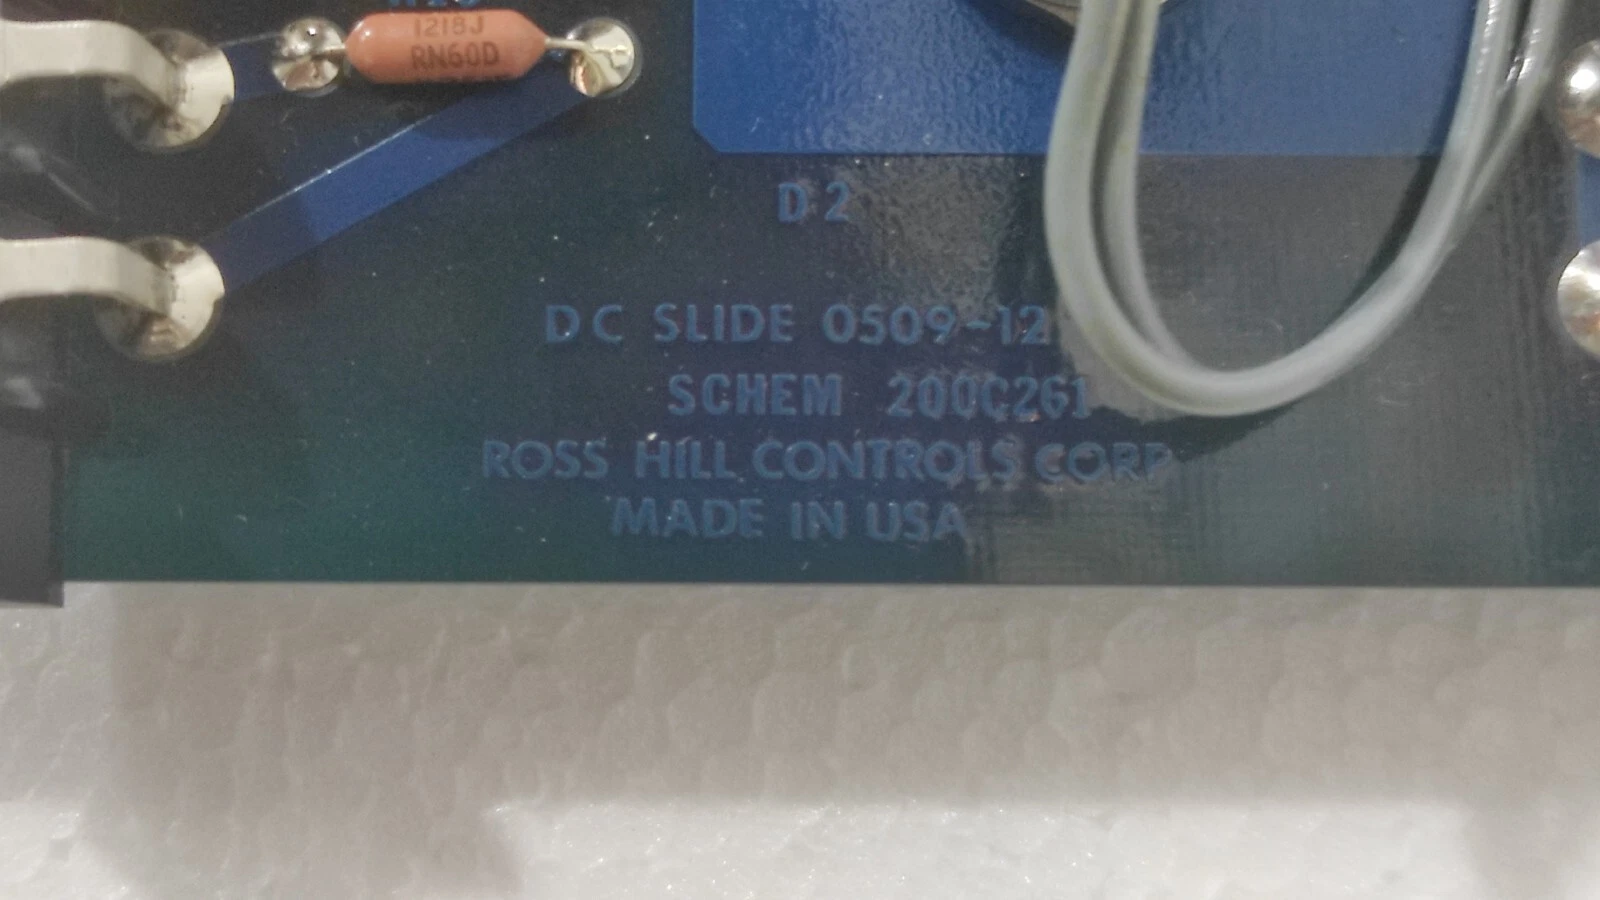 1218J
RN60D
D2
DC SLIDE 0509-12
SCHEM 200C261
ROSS HILL CONTROLS CORP
MADE IN USA